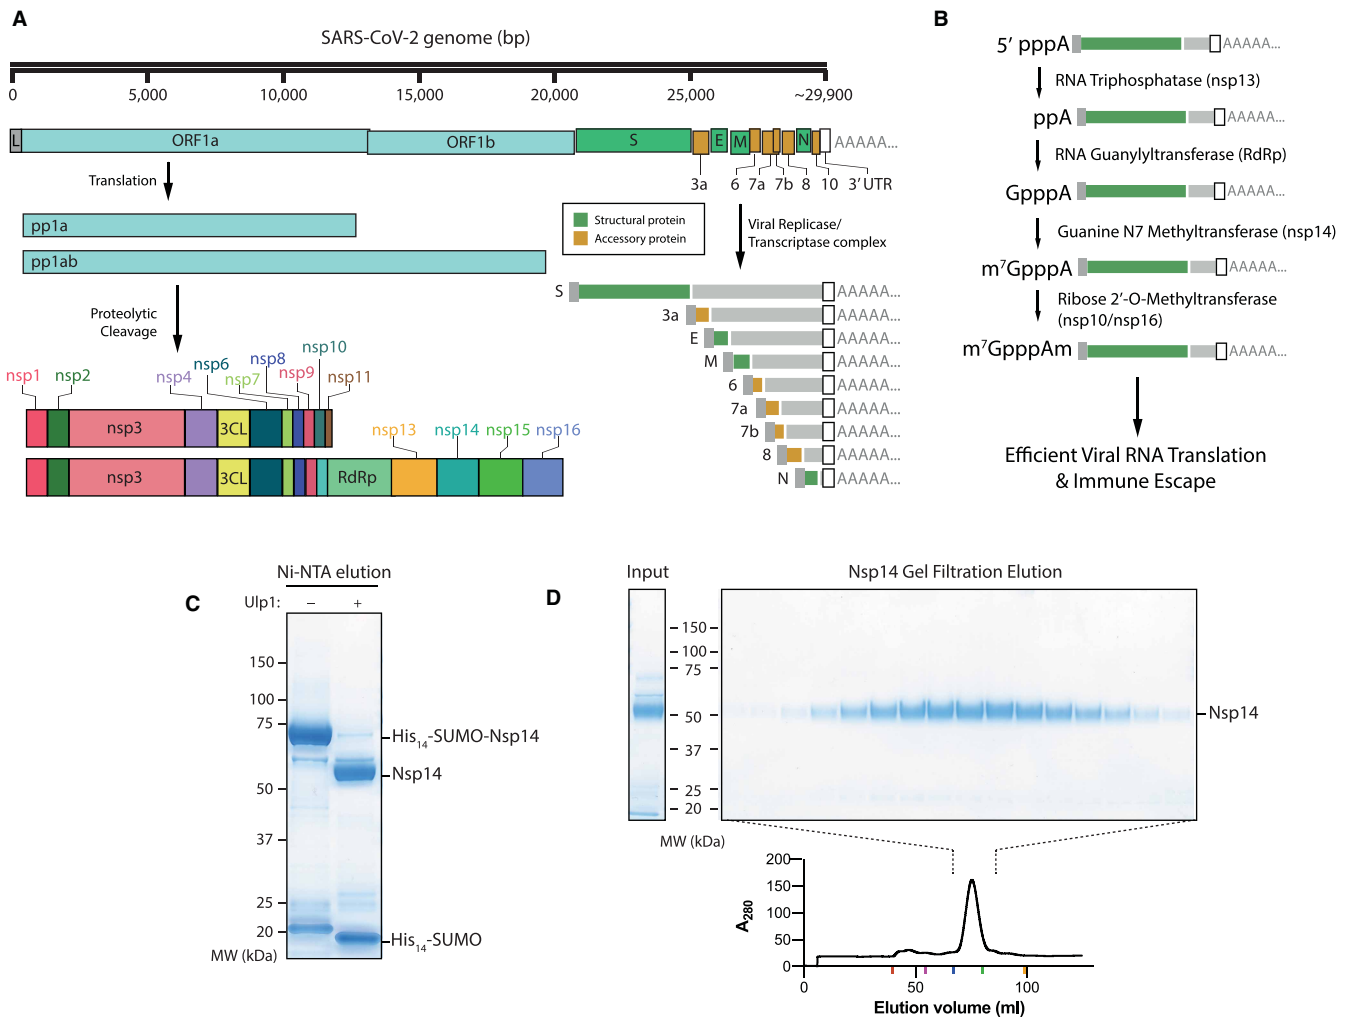 A
SARS-CoV-2 genome (bp)
0 5,000 10,000 15,000 20,000 25,000 ~29,900
L ORF1a ORF1b S E M N AAAAA...
3a 6 7a 7b 8 10 3′ UTR
Translation
pp1a
pp1ab
Structural protein
Accessory protein
Viral Replicase/
Transcriptase complex
Proteolytic
Cleavage
nsp1 nsp2 nsp4 nsp6 nsp7 nsp8 nsp9 nsp10 nsp11
nsp3 3CL
nsp13 nsp14 nsp15 nsp16
nsp3 3CL RdRp
S AAAAA...
3a AAAAA...
E AAAAA...
M AAAAA...
6 AAAAA...
7a AAAAA...
7b AAAAA...
8 AAAAA...
N AAAAA...
B
5′ pppA AAAAA...
RNA Triphosphatase (nsp13)
ppA AAAAA...
RNA Guanylyltransferase (RdRp)
GpppA AAAAA...
Guanine N7 Methyltransferase (nsp14)
m⁷GpppA AAAAA...
Ribose 2′-O-Methyltransferase
(nsp10/nsp16)
m⁷GpppAm AAAAA...
Efficient Viral RNA Translation
& Immune Escape
C
Ni-NTA elution
Ulp1: – +
150
100
75
50
37
25
20
MW (kDa)
His₁₄-SUMO-Nsp14
Nsp14
His₁₄-SUMO
D
Input
Nsp14 Gel Filtration Elution
150
100
75
50
37
25
20
MW (kDa)
Nsp14
A₂₈₀
200
150
100
50
0
0 50 100
Elution volume (ml)